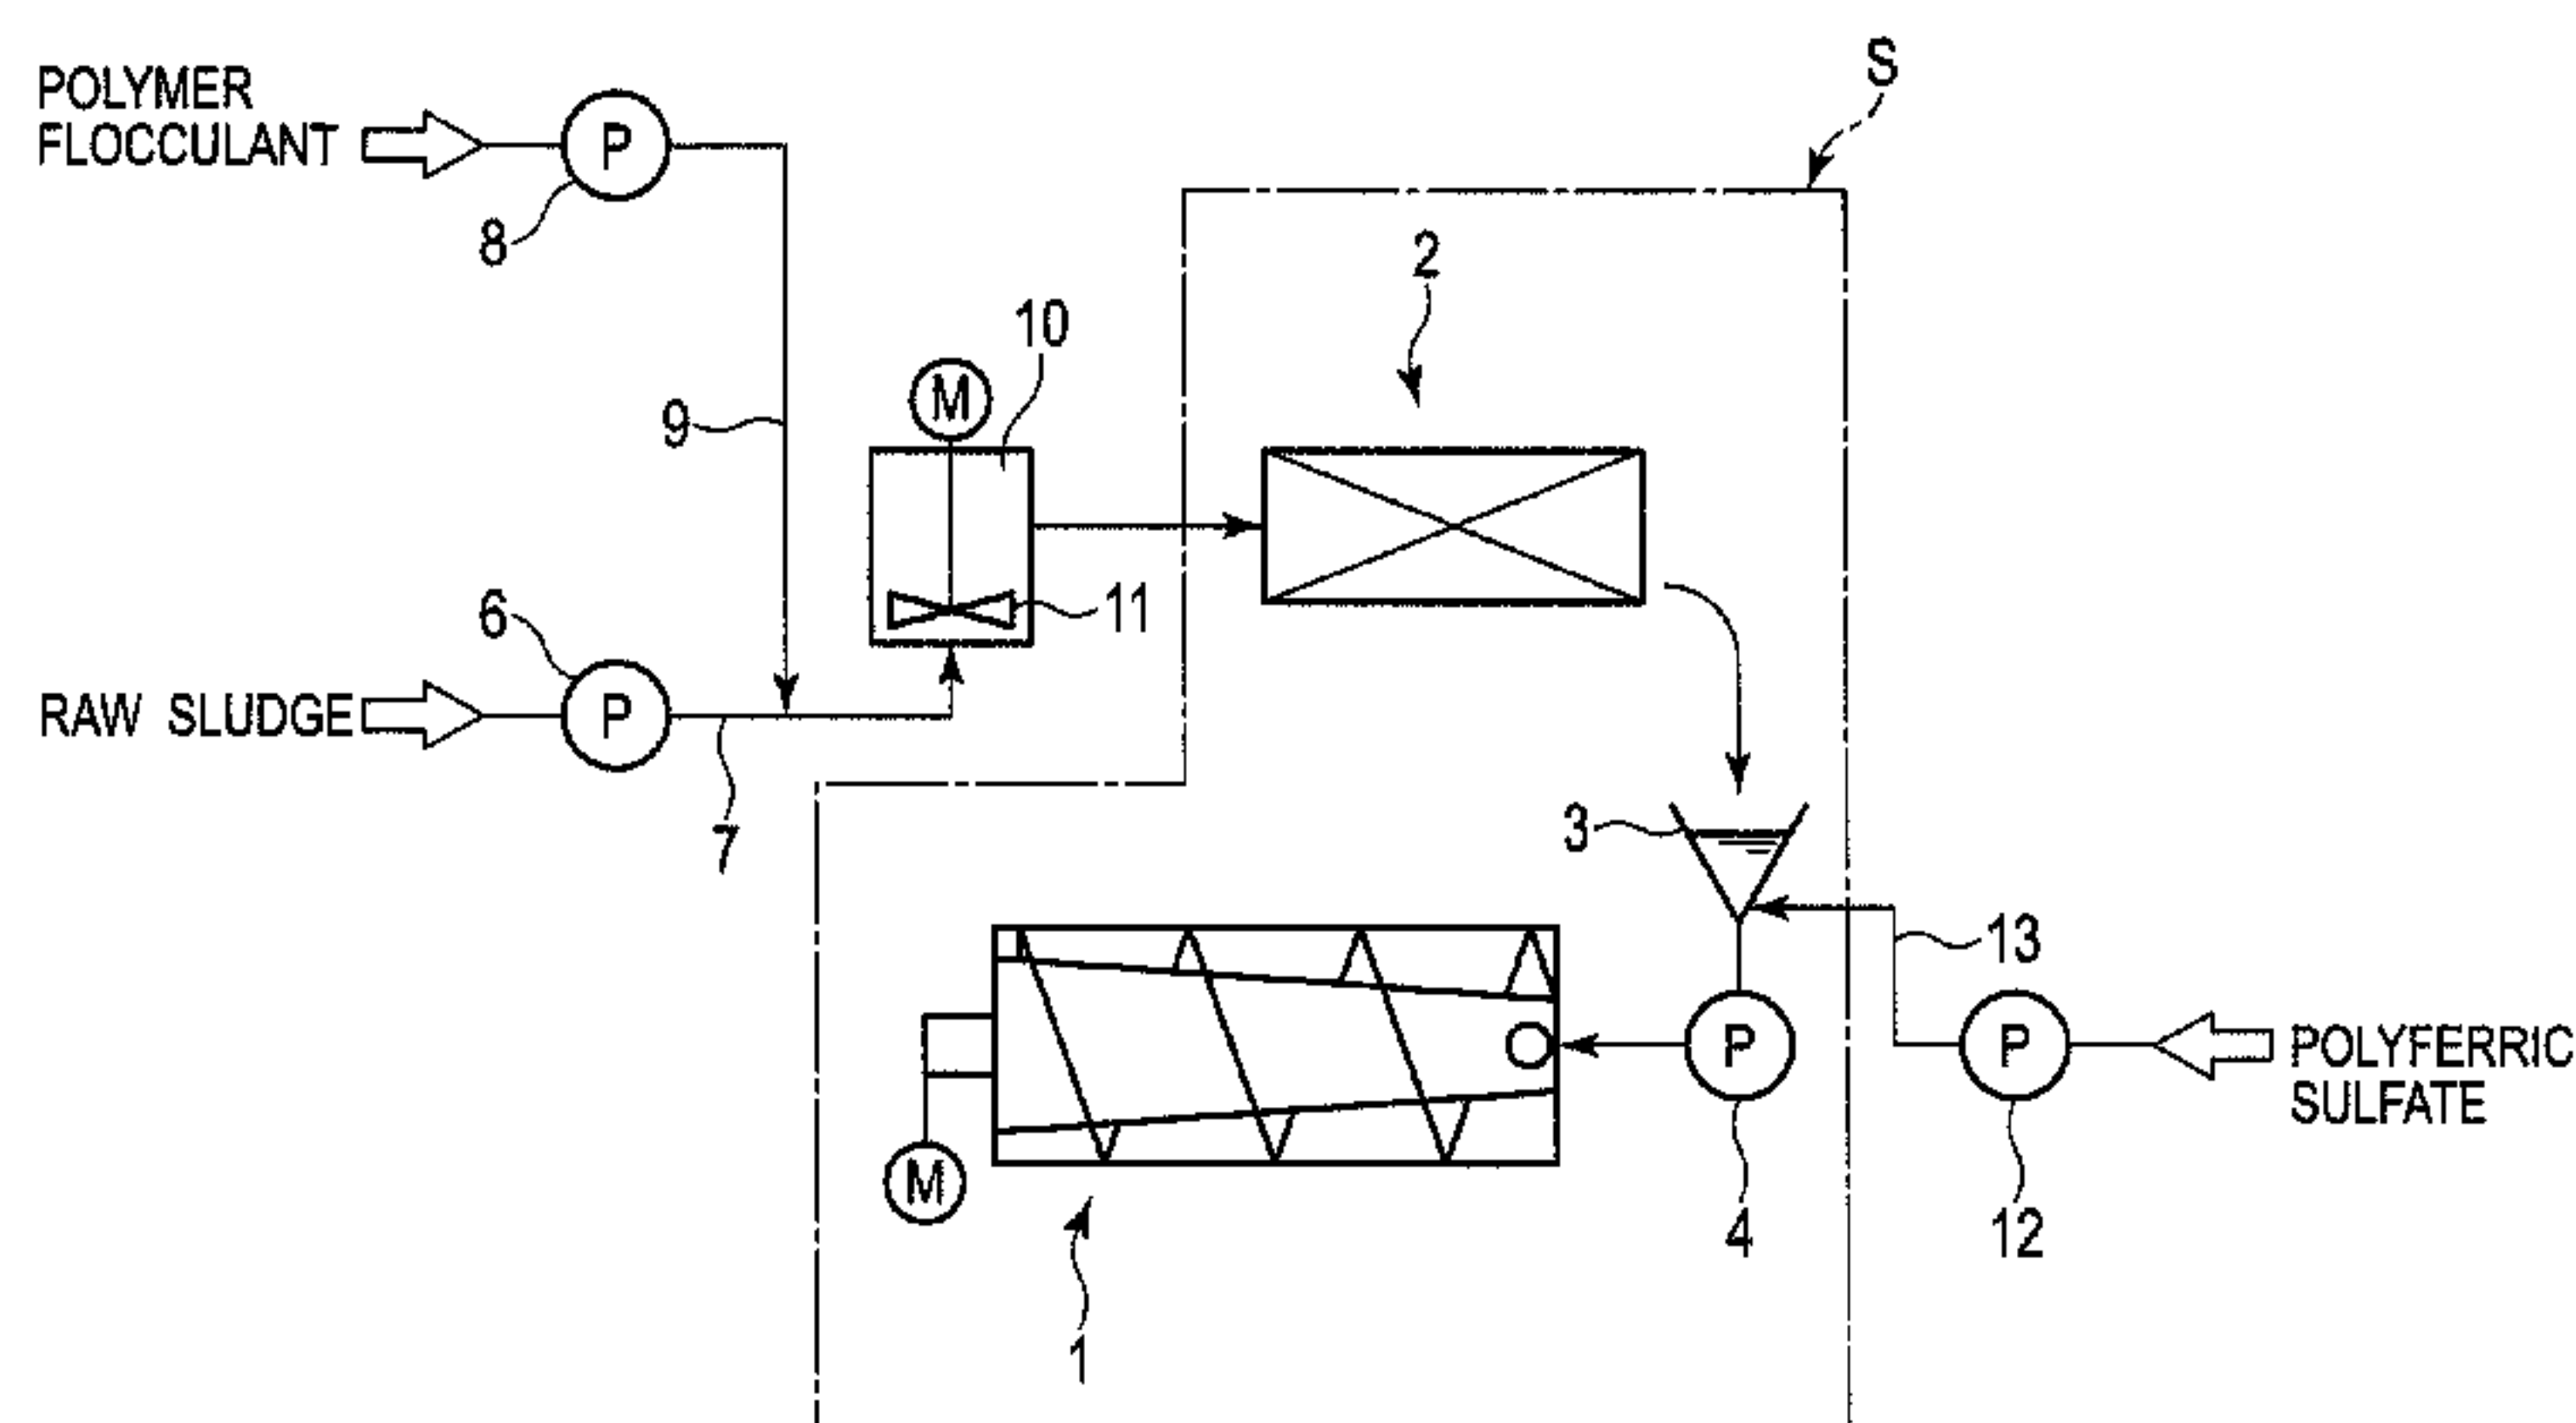 S
POLYMER
FLOCCULANT
P
8
2
10
M
9
11
6
RAW SLUDGE
P
7
3
13
P
P
POLYFERRIC
SULFATE
M
4
12
1